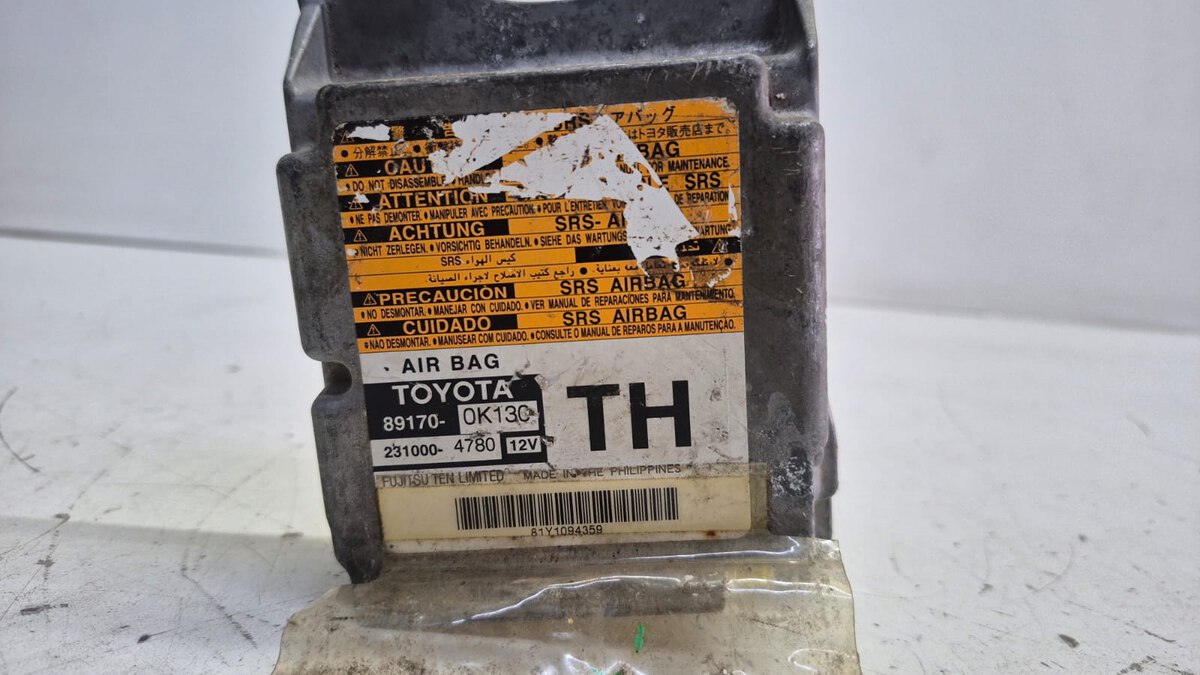 アバッグ
分解禁止
はトヨタ販売店まで。
BAG
DO NOT DISASSEMBLE MAINTENANCE.
ATTENTION SRS
NE PAS DEMONTER. MANIPULER AVEC PRECAUTION. POUR L'ENTRETIEN DE REPARATION
ACHTUNG SRS-
NICHT ZERLEGEN. VORSICHTIG BEHANDELN. SIEHE DAS
كيس الهواء SRS
راجع كتيب الاصلاح لاجراء الصيانة.
PRECAUCIÓN SRS AIRBAG
NO DESMONTAR. MANEJAR CON CUIDADO. VER MANUAL DE REPARACIONES PARA MANTENIMIENTO.
CUIDADO SRS AIRBAG
NÃO DESMONTAR. MANUSEAR COM CUIDADO. CONSULTE O MANUAL DE REPAROS PARA A MANUTENÇÃO.
AIR BAG
TOYOTA TH
89170- 0K130
231000- 4780 12V
FUJITSU TEN LIMITED MADE IN THE PHILIPPINES
81Y1094359